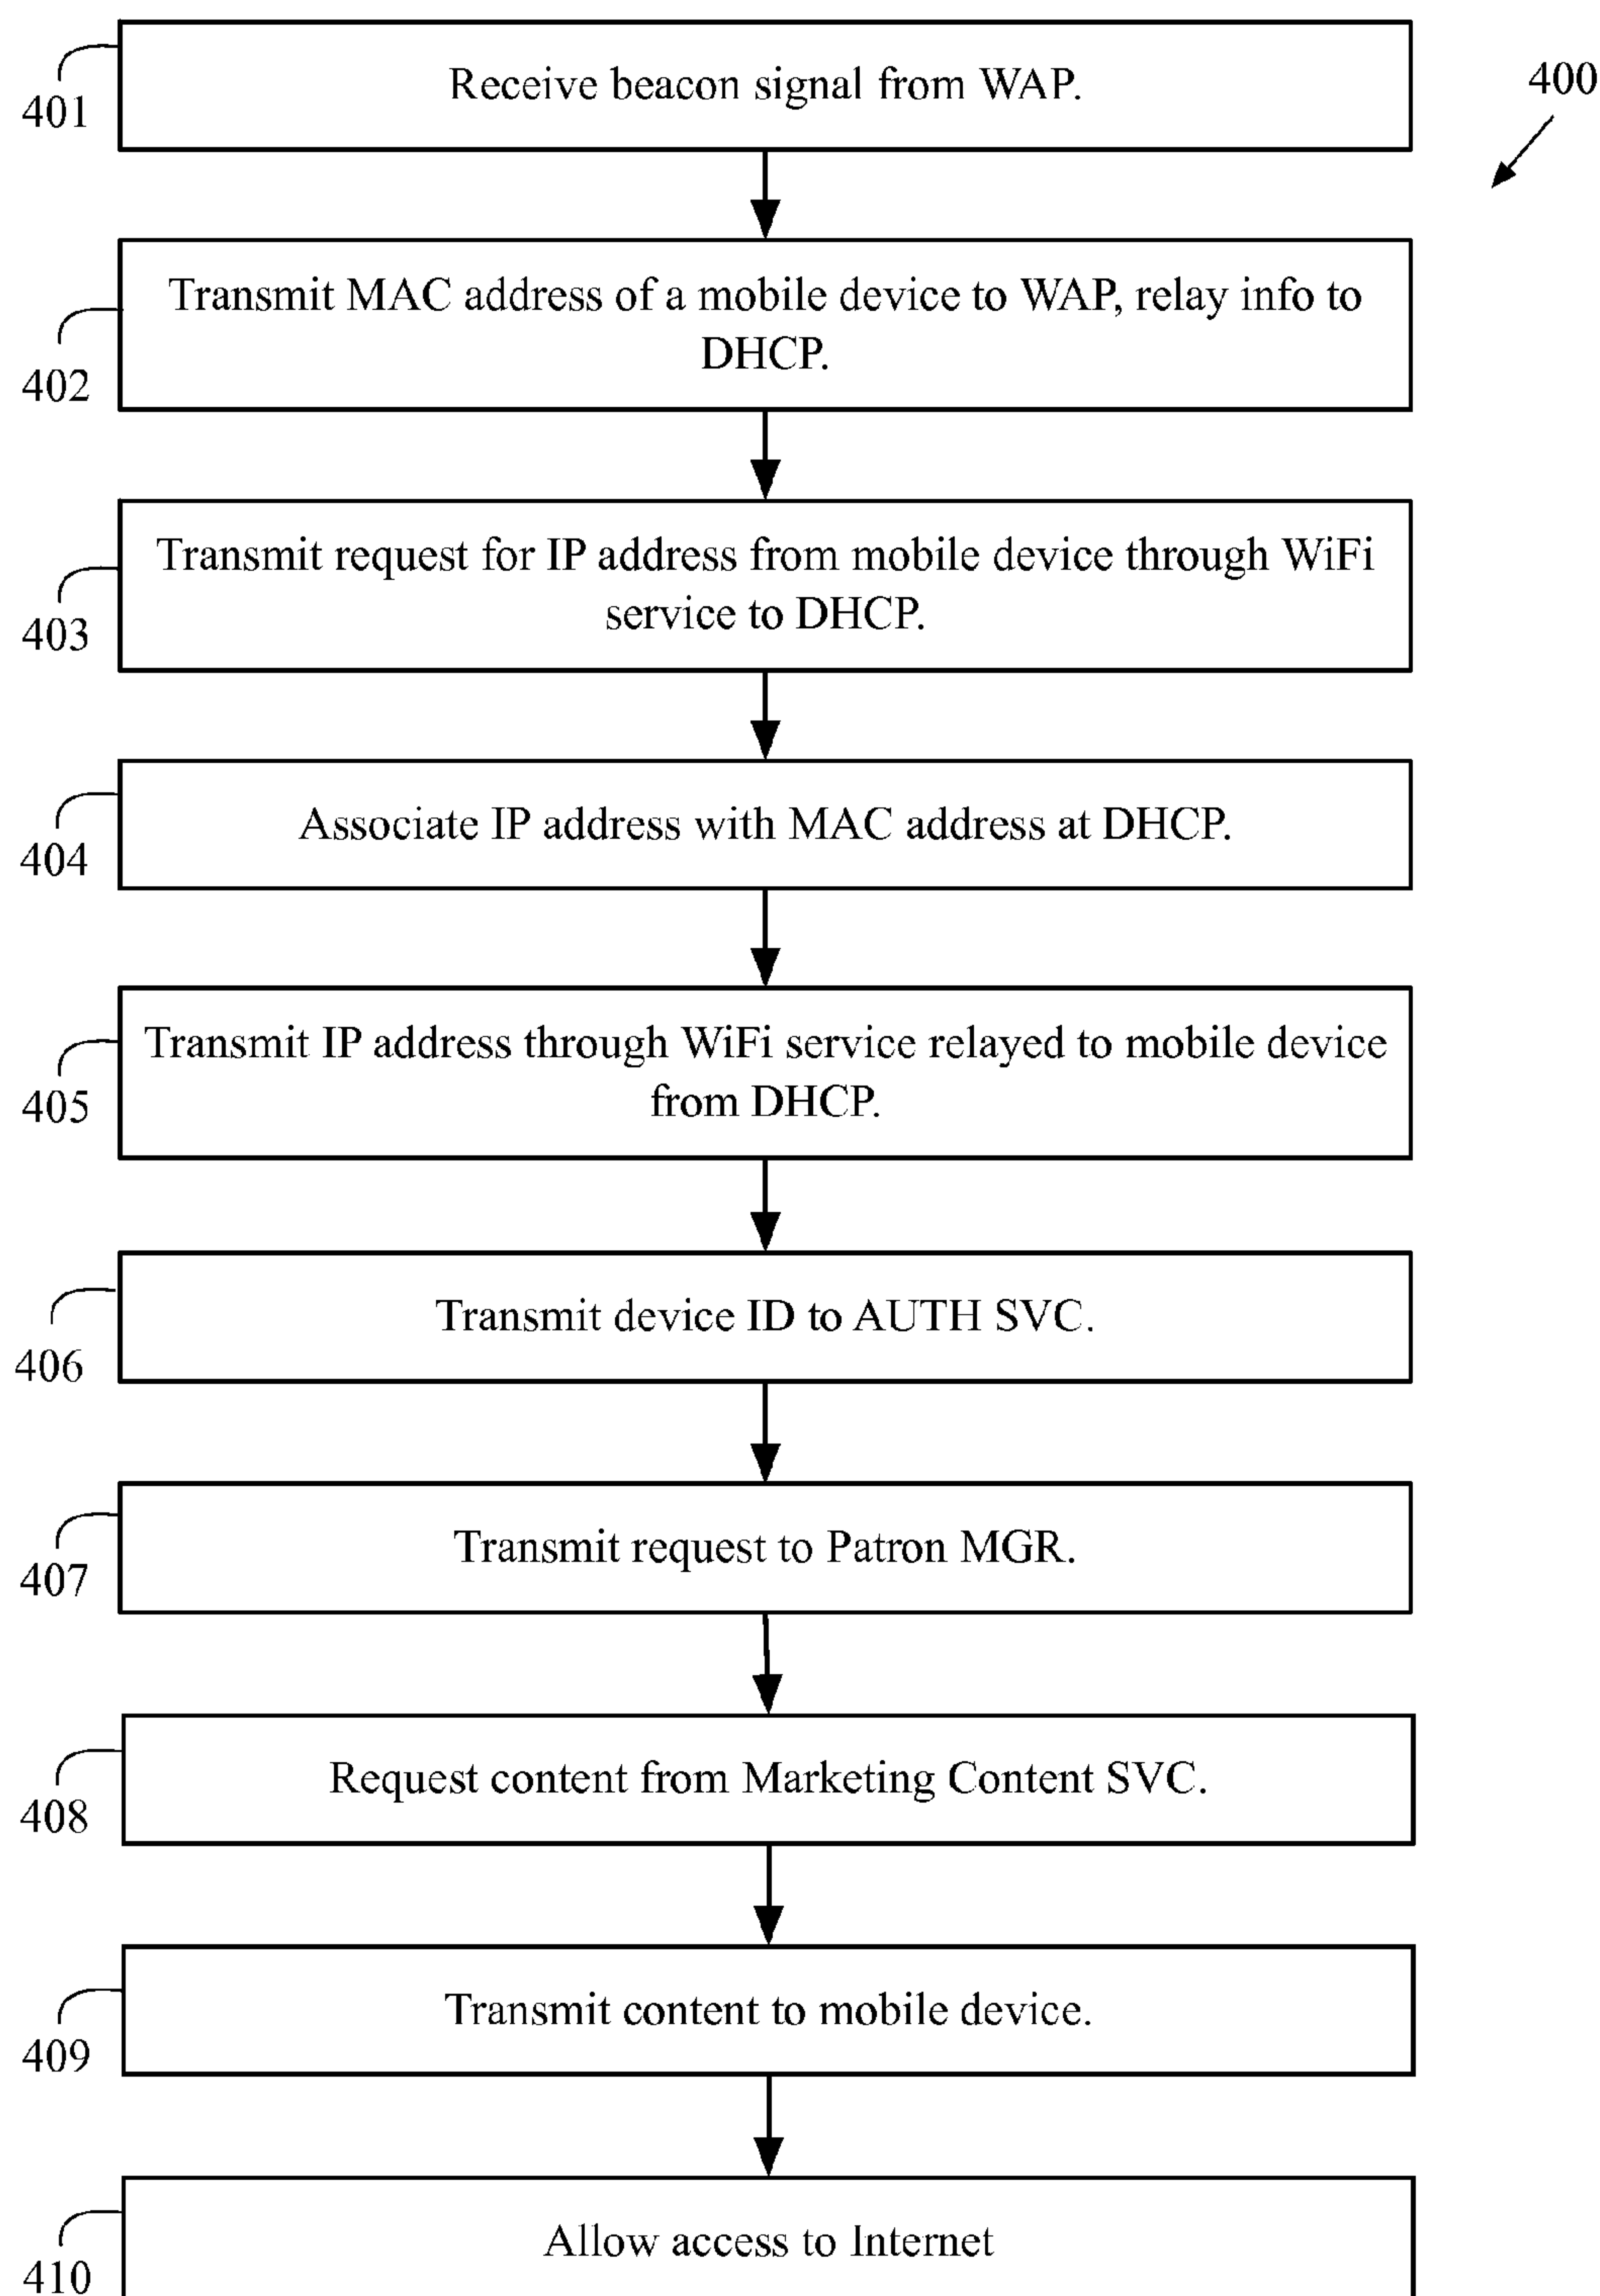 Receive beacon signal from WAP.
401
400
Transmit MAC address of a mobile device to WAP, relay info to
DHCP.
402
Transmit request for IP address from mobile device through WiFi
service to DHCP.
403
Associate IP address with MAC address at DHCP.
404
Transmit IP address through WiFi service relayed to mobile device
from DHCP.
405
Transmit device ID to AUTH SVC.
406
Transmit request to Patron MGR.
407
Request content from Marketing Content SVC.
408
Transmit content to mobile device.
409
Allow access to Internet
410